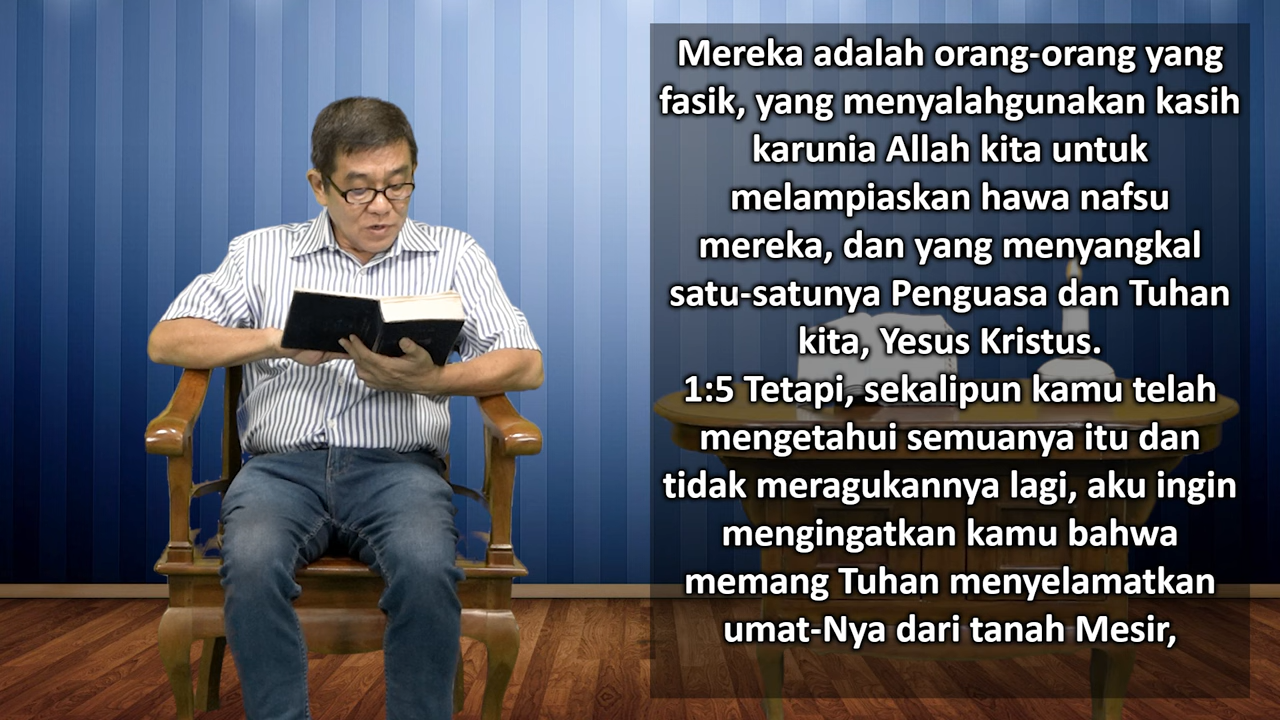 Mereka adalah orang-orang yang
fasik, yang menyalahgunakan kasih
karunia Allah kita untuk
melampiaskan hawa nafsu
mereka, dan yang menyangkal
satu-satunya Penguasa dan Tuhan
kita, Yesus Kristus.
1:5 Tetapi, sekalipun kamu telah
mengetahui semuanya itu dan
tidak meragukannya lagi, aku ingin
mengingatkan kamu bahwa
memang Tuhan menyelamatkan
umat-Nya dari tanah Mesir,